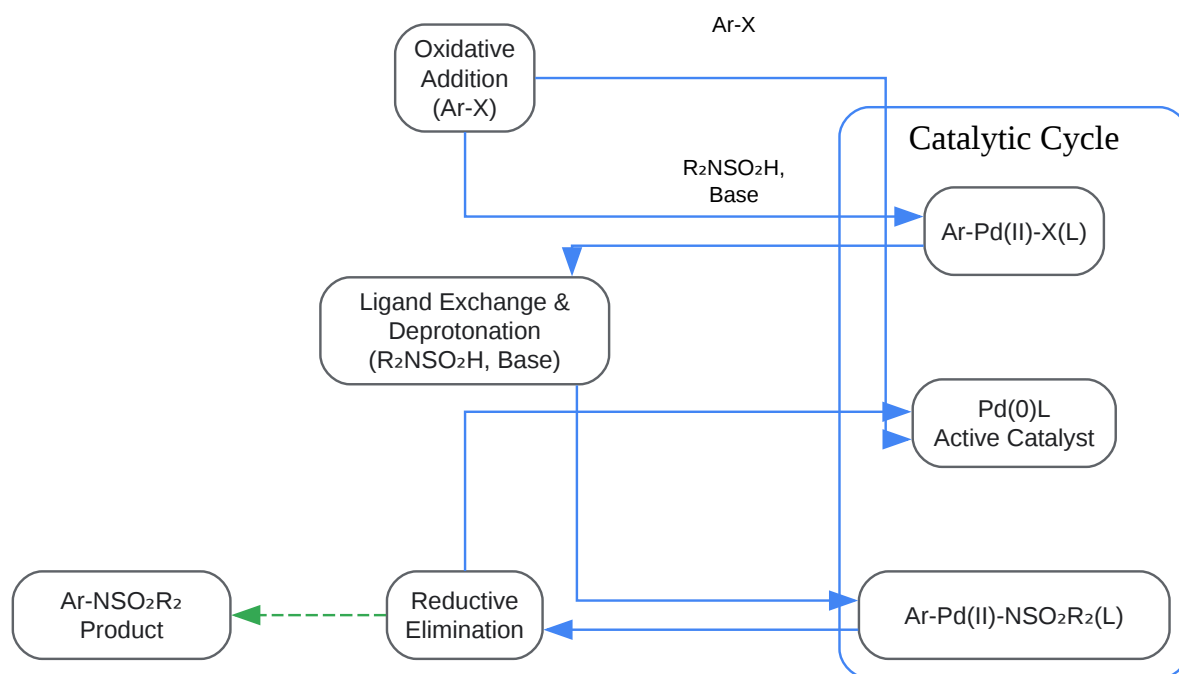 Ar-X
Oxidative
Addition
(Ar-X)
Catalytic Cycle
R₂NSO₂H,
Base
Ar-Pd(II)-X(L)
Ligand Exchange &
Deprotonation
(R₂NSO₂H, Base)
Pd(0)L
Active Catalyst
Ar-NSO₂R₂
Product
Reductive
Elimination
Ar-Pd(II)-NSO₂R₂(L)